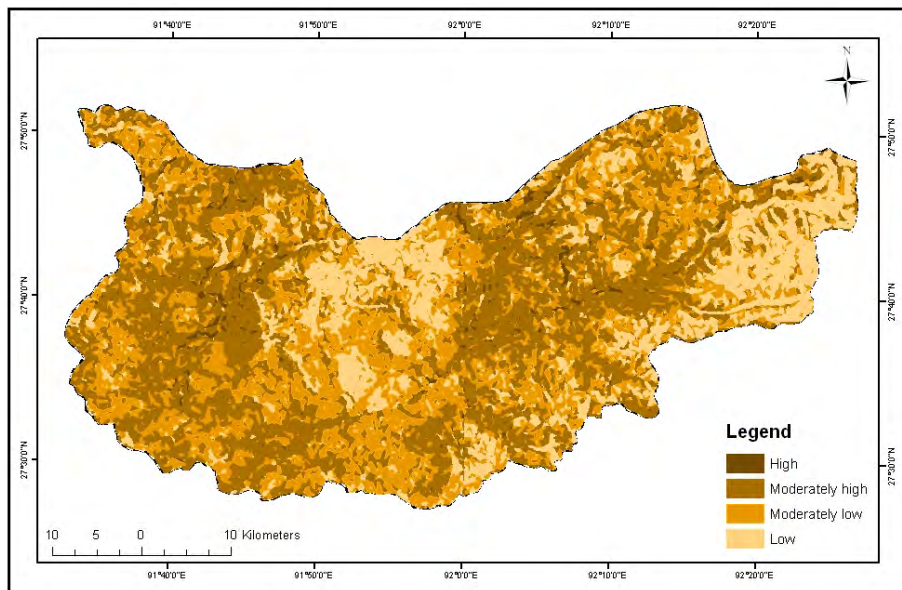 91°40'0"E 91°50'0"E 92°0'0"E 92°10'0"E 92°20'0"E
N
27°50'0"N
27°50'0"N
27°40'0"N
27°40'0"N
27°30'0"N
27°30'0"N
Legend
High
Moderately high
Moderately low
Low
10 5 0 10 Kilometers
91°40'0"E 91°50'0"E 92°0'0"E 92°10'0"E 92°20'0"E